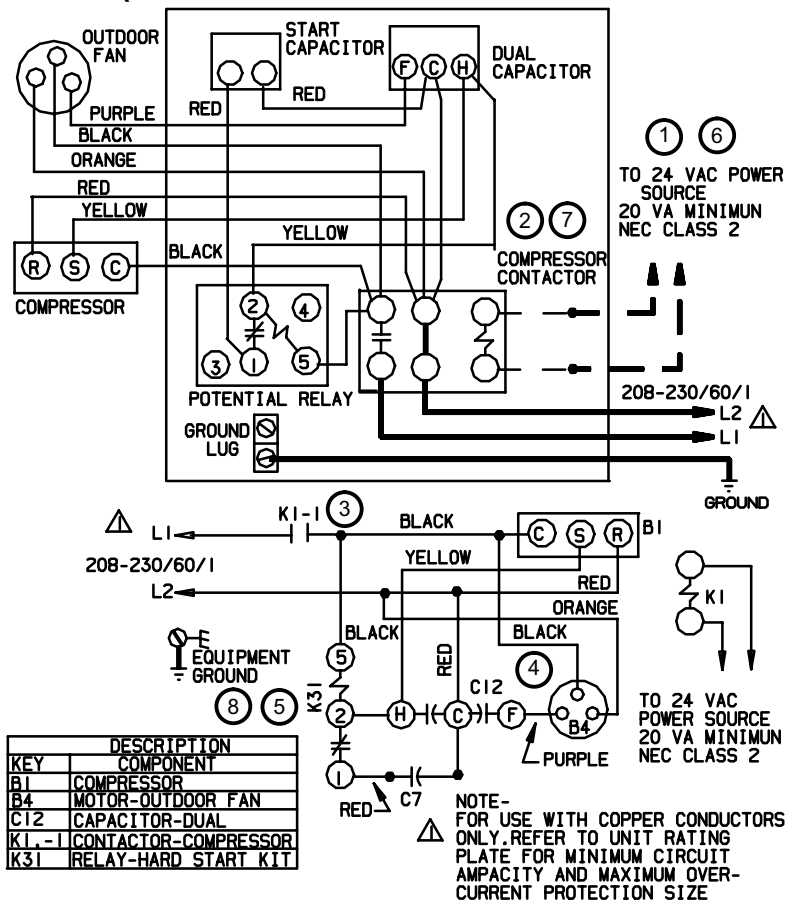 OUTDOOR
FAN
START
CAPACITOR
DUAL
CAPACITOR
F C H
RED
RED
PURPLE
BLACK
ORANGE
RED
YELLOW
1 6
TO 24 VAC POWER
SOURCE
20 VA MINIMUN
NEC CLASS 2
2 7
YELLOW
BLACK
COMPRESSOR
CONTACTOR
R S C
COMPRESSOR
2 4
3 1 5
POTENTIAL RELAY
208-230/60/1
L2
L1
GROUND
LUG
GROUND
K1-1 3
L1
BLACK
C S R B1
208-230/60/1
YELLOW
L2
RED
ORANGE
K1
BLACK
RED
BLACK
EQUIPMENT
GROUND
5
4
8 5
K31
2 H C C12 F B4
PURPLE
1
RED
C7
TO 24 VAC
POWER SOURCE
20 VA MINIMUN
NEC CLASS 2
DESCRIPTION
KEY COMPONENT
B1 COMPRESSOR
B4 MOTOR-OUTDOOR FAN
C12 CAPACITOR-DUAL
K1,-1 CONTACTOR-COMPRESSOR
K31 RELAY-HARD START KIT
NOTE-
FOR USE WITH COPPER CONDUCTORS
ONLY.REFER TO UNIT RATING
PLATE FOR MINIMUM CIRCUIT
AMPACITY AND MAXIMUM OVER-
CURRENT PROTECTION SIZE